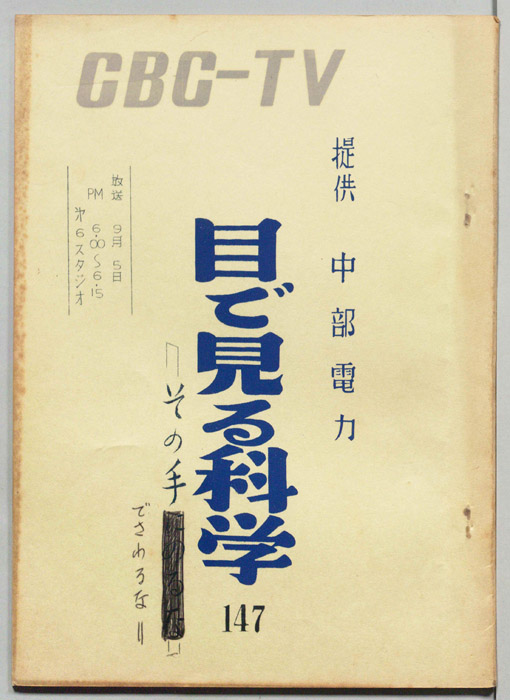 CBC-TV
提供 中部電力
目で見る科学
147
「その手
でさわるな〃
放送 9月5日
PM 6.00〜6.15
第6スタジオ